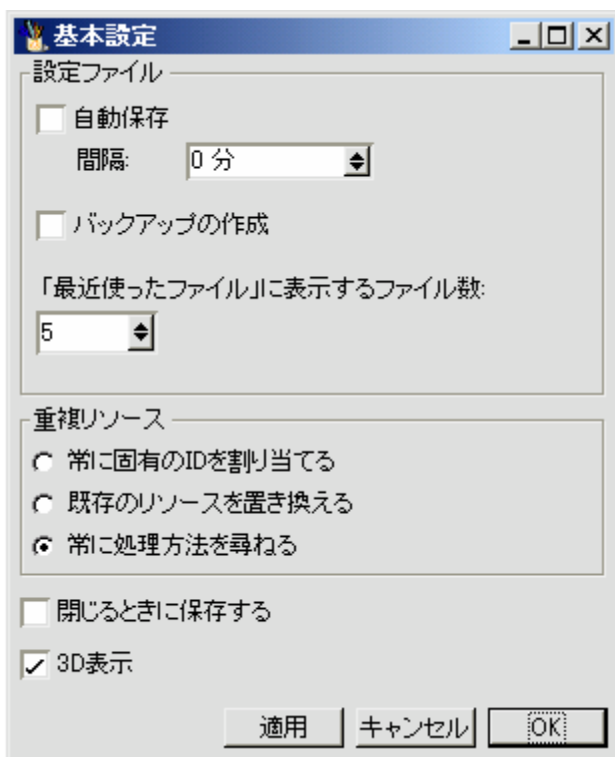 基本設定
設定ファイル
自動保存
間隔:
0 分
バックアップの作成
「最近使ったファイル」に表示するファイル数:
5
重複リソース
常に固有のIDを割り当てる
既存のリソースを置き換える
常に処理方法を尋ねる
閉じるときに保存する
3D表示
適用 キャンセル OK